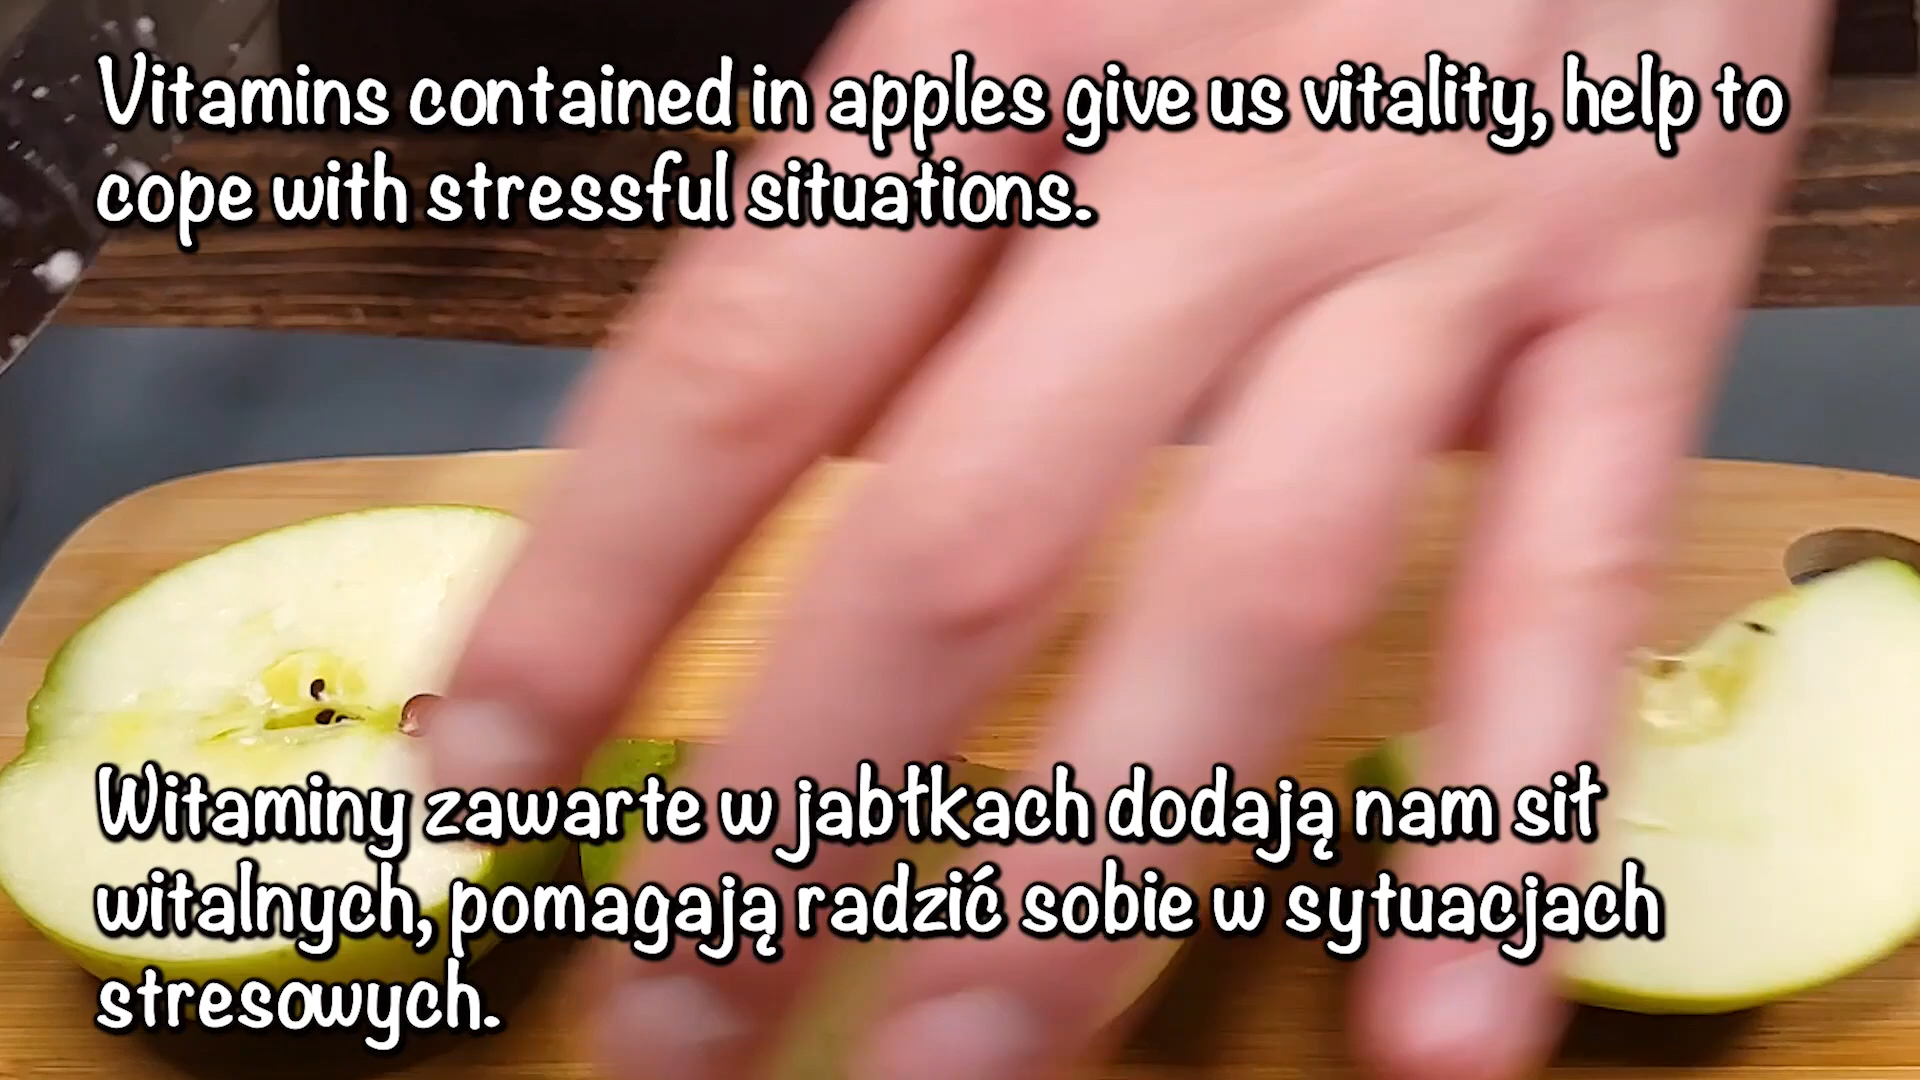 Vitamins contained in apples give us vitality, help to
cope with stressful situations.
Witaminy zawarte w jabłkach dodają nam sił
witalnych, pomagają radzić sobie w sytuacjach
stresowych.